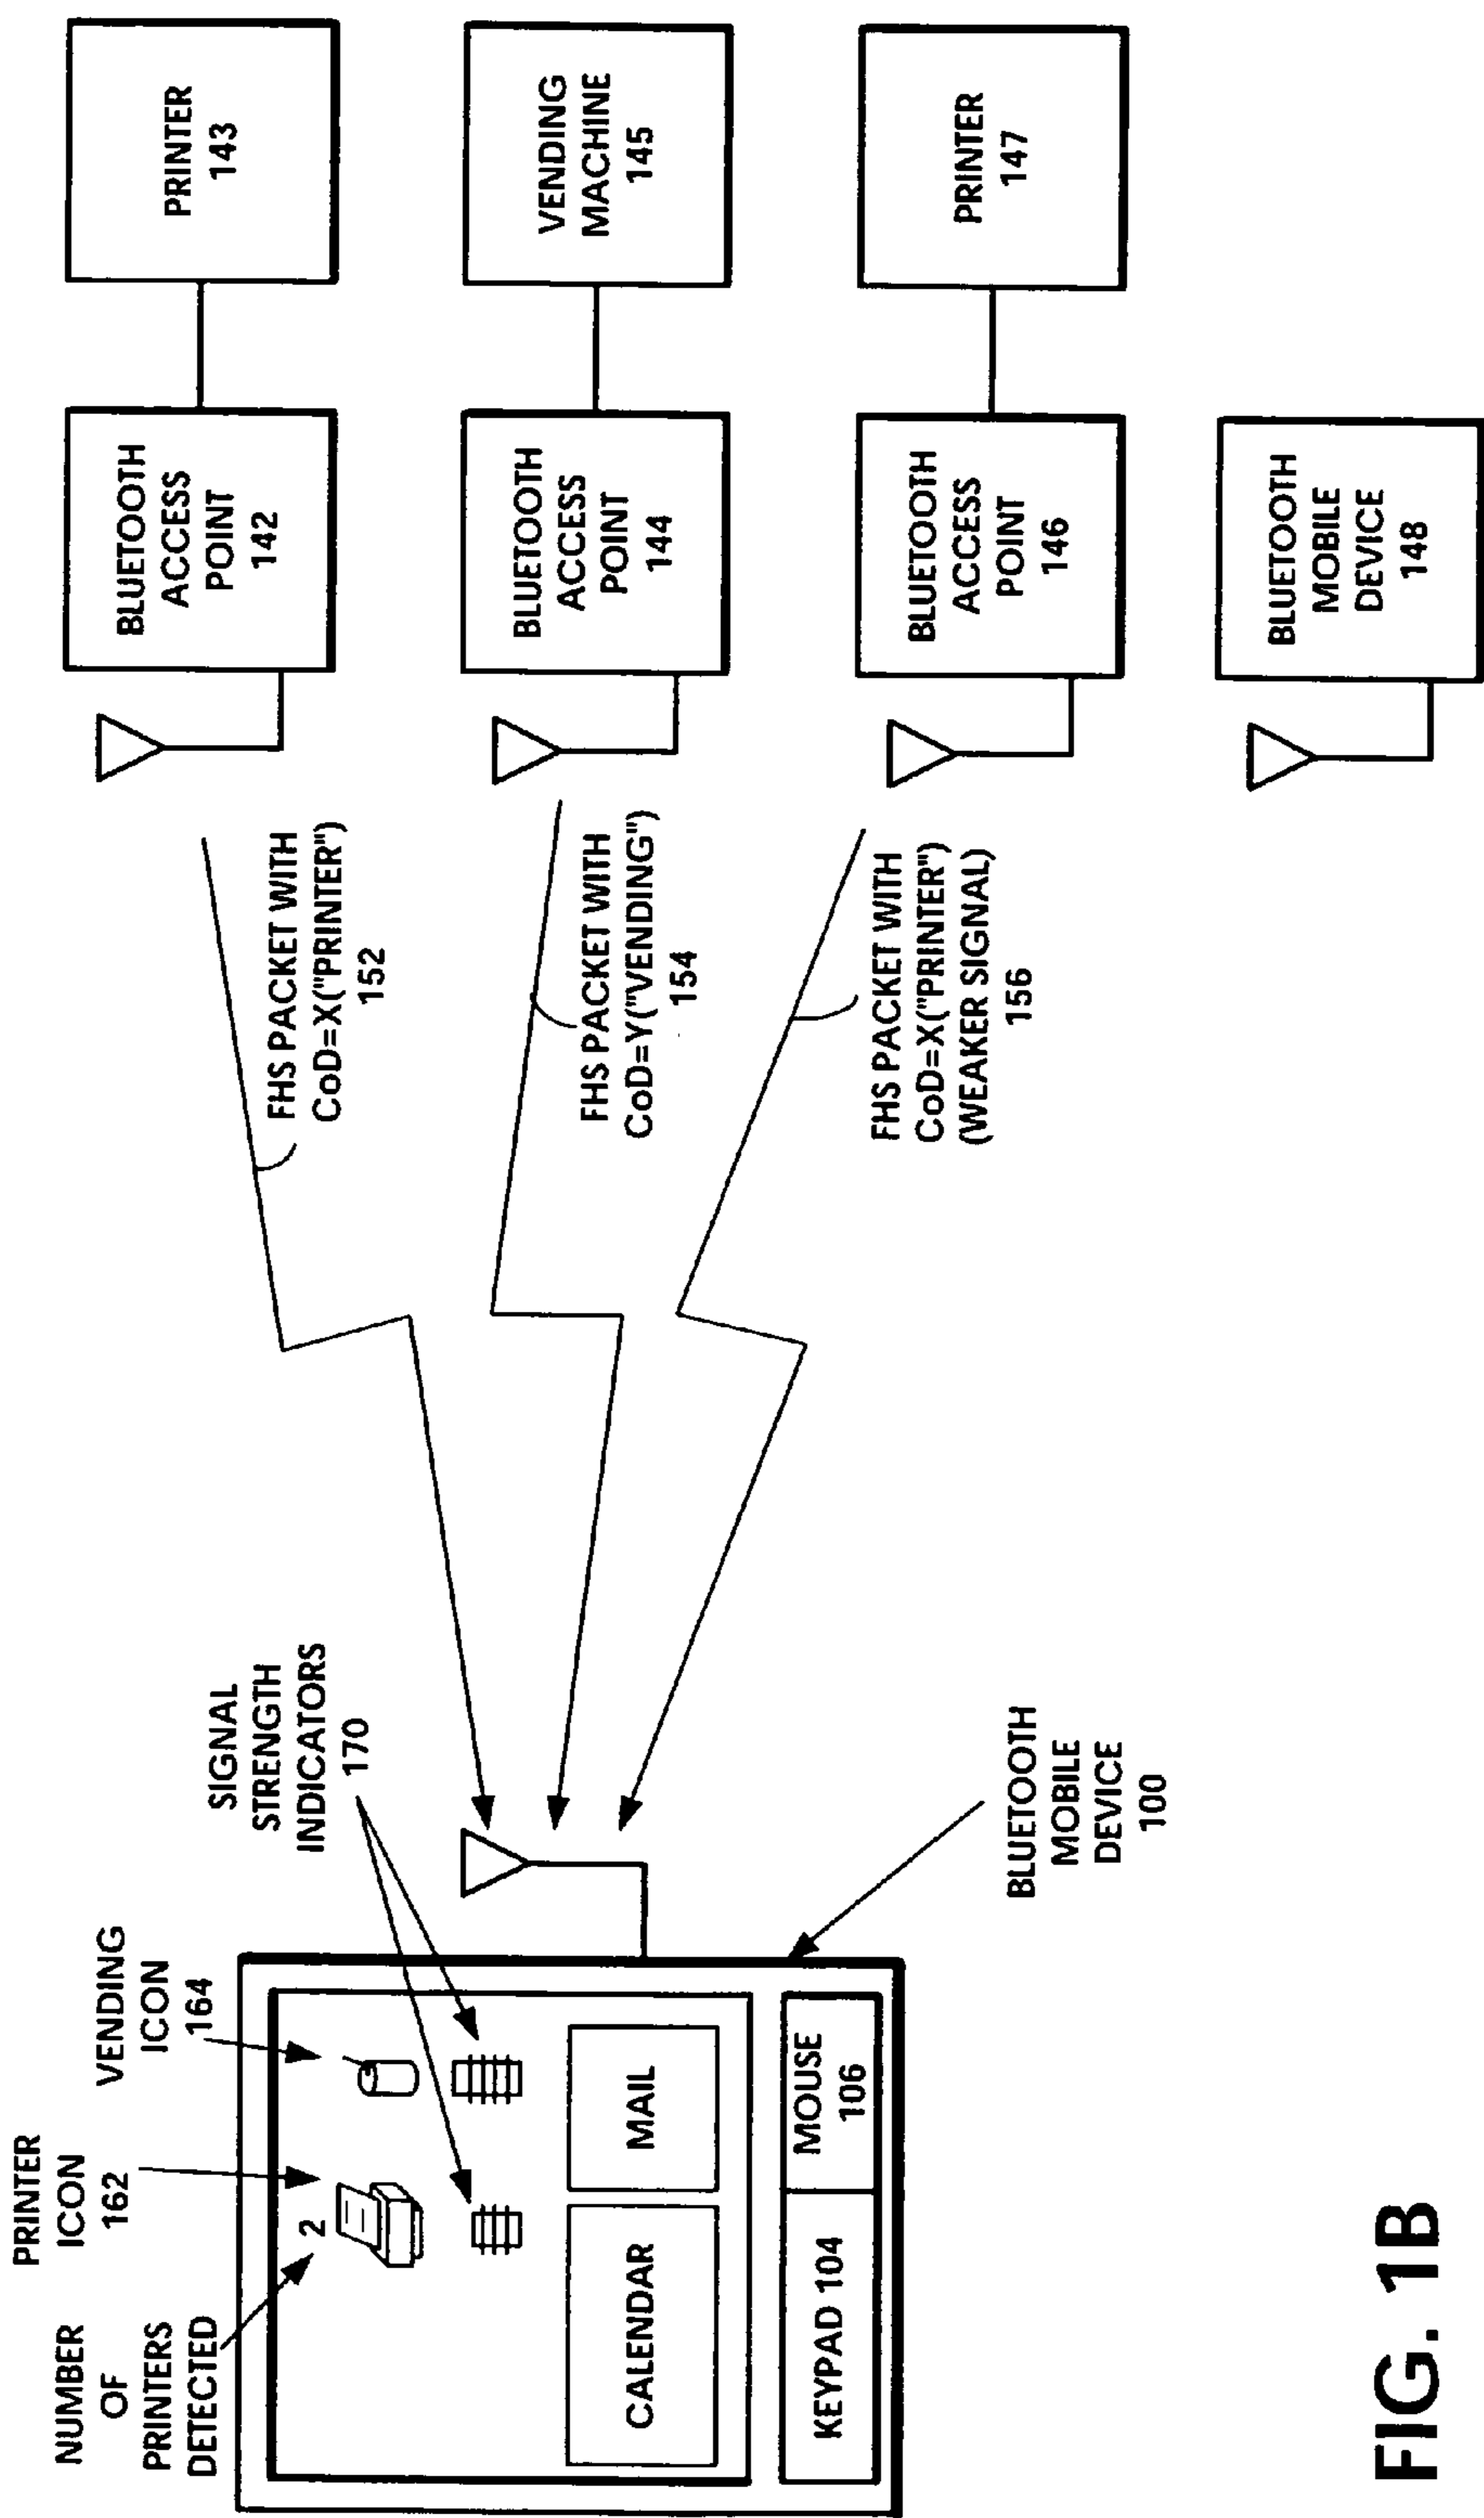 NUMBER
OF
PRINTERS
DETECTED
PRINTER
ICON
162
VENDING
ICON
164
SIGNAL
STRENGTH
INDICATORS
170
2
CALENDAR
MAIL
KEYPAD 104
MOUSE
106
BLUETOOTH
MOBILE
DEVICE
100
FHS PACKET WITH
CoD=X("PRINTER")
152
FHS PACKET WITH
CoD=Y("VENDING")
154
FHS PACKET WITH
CoD=X("PRINTER")
(WEAKER SIGNAL)
156
BLUETOOTH
ACCESS
POINT
142
PRINTER
143
BLUETOOTH
ACCESS
POINT
144
VENDING
MACHINE
145
BLUETOOTH
ACCESS
POINT
146
PRINTER
147
BLUETOOTH
MOBILE
DEVICE
148
FIG. 1B